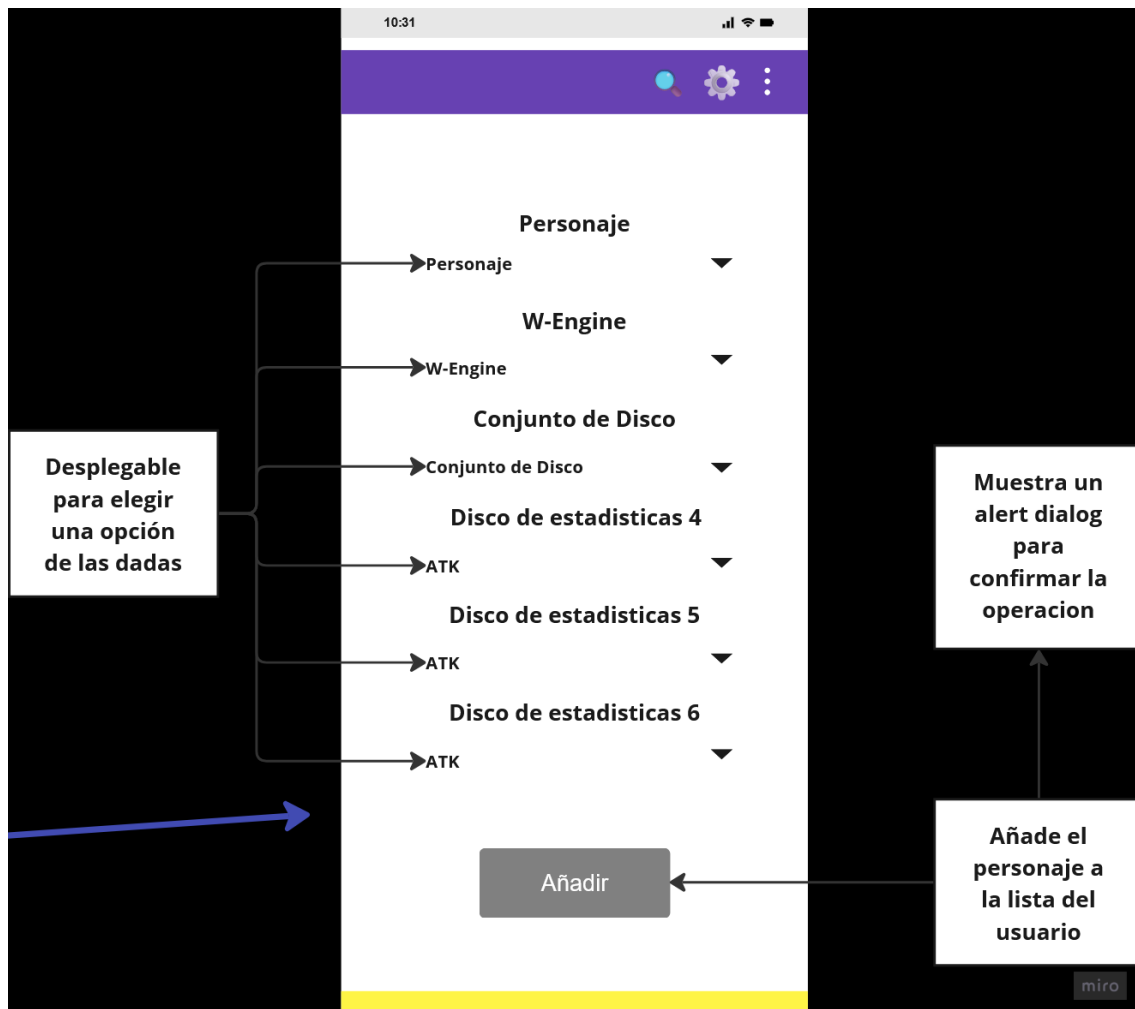 10:31
Personaje
Personaje
W-Engine
W-Engine
Conjunto de Disco
Conjunto de Disco
Disco de estadisticas 4
ATK
Disco de estadisticas 5
ATK
Disco de estadisticas 6
ATK
Añadir
Desplegable
para elegir
una opción
de las dadas
Muestra un
alert dialog
para
confirmar la
operacion
Añade el
personaje a
la lista del
usuario
miro